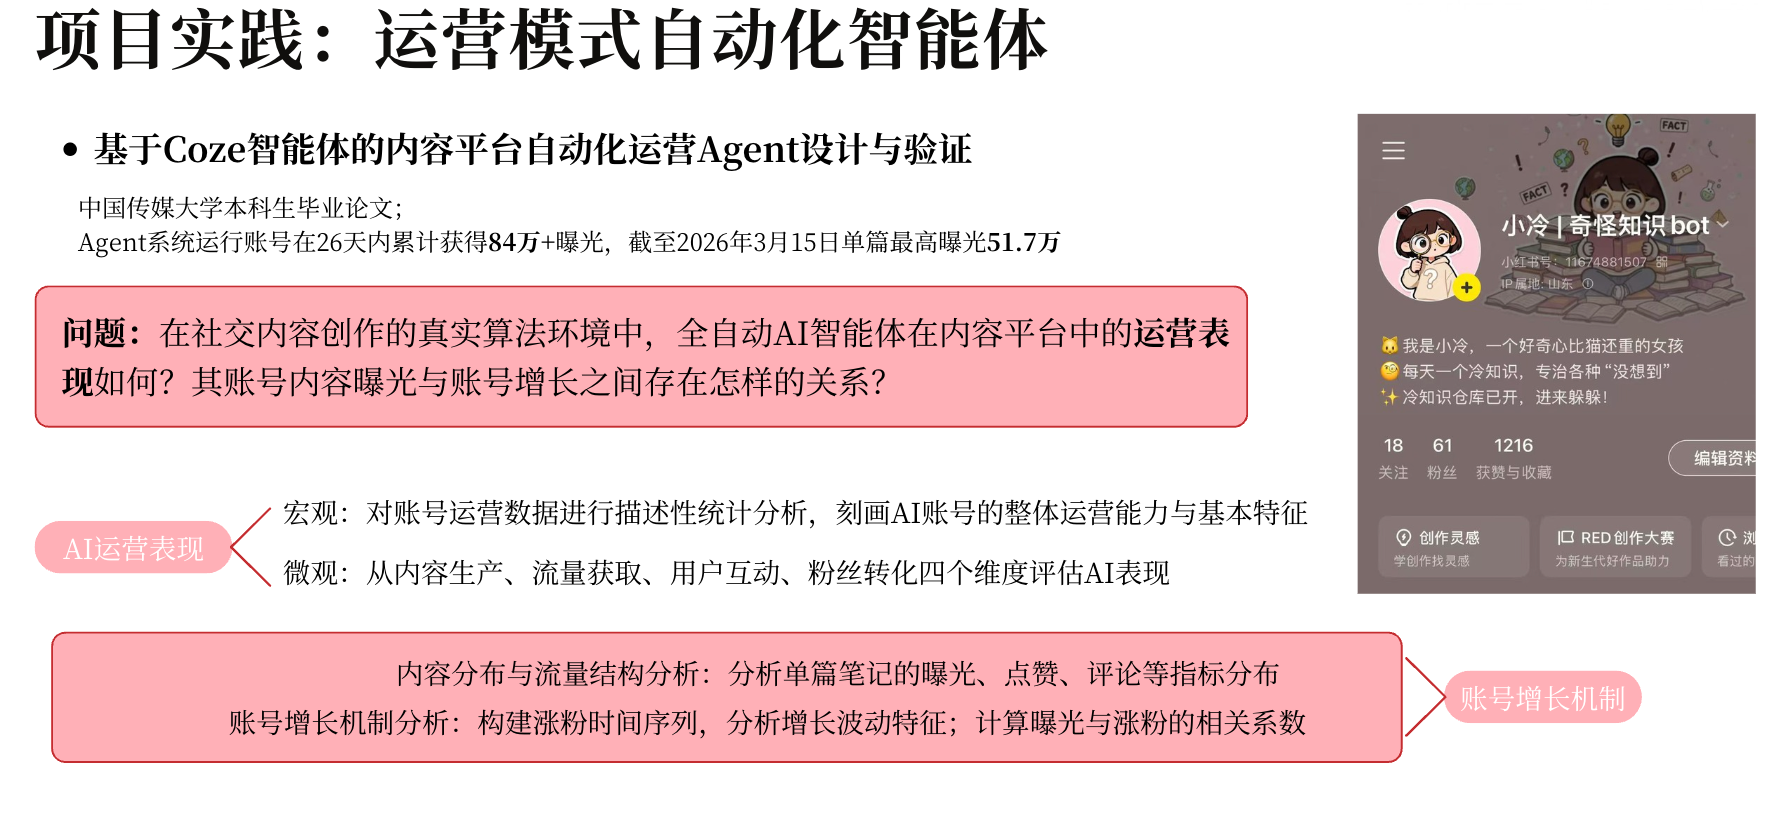 项目实践：运营模式自动化智能体
• 基于Coze智能体的内容平台自动化运营Agent设计与验证
中国传媒大学本科生毕业论文；
Agent系统运行账号在26天内累计获得84万+曝光，截至2026年3月15日单篇最高曝光51.7万
问题：在社交内容创作的真实算法环境中，全自动AI智能体在内容平台中的运营表
现如何？其账号内容曝光与账号增长之间存在怎样的关系？
AI运营表现
宏观：对账号运营数据进行描述性统计分析，刻画AI账号的整体运营能力与基本特征
微观：从内容生产、流量获取、用户互动、粉丝转化四个维度评估AI表现
内容分布与流量结构分析：分析单篇笔记的曝光、点赞、评论等指标分布
账号增长机制分析：构建涨粉时间序列，分析增长波动特征；计算曝光与涨粉的相关系数
账号增长机制
FACT
FACT
小冷 | 奇怪知识bot
小红书号：11674881507
IP属地：山东
🐱我是小冷，一个好奇心比猫还重的女孩
🧐每天一个冷知识，专治各种“没想到”
✨冷知识仓库已开，进来躲躲！
18 61 1216
关注 粉丝 获赞与收藏
编辑资料
创作灵感
学创作找灵感
RED创作大赛
为新生代好作品助力
浏
看过的